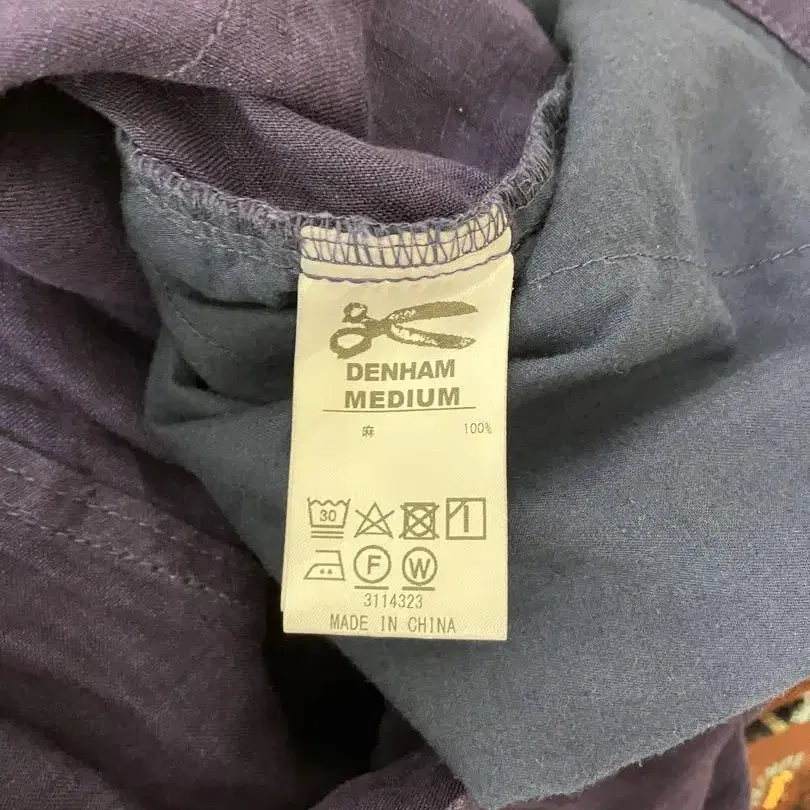 DENHAM
MEDIUM
麻 100%
30
F W
3114323
MADE IN CHINA